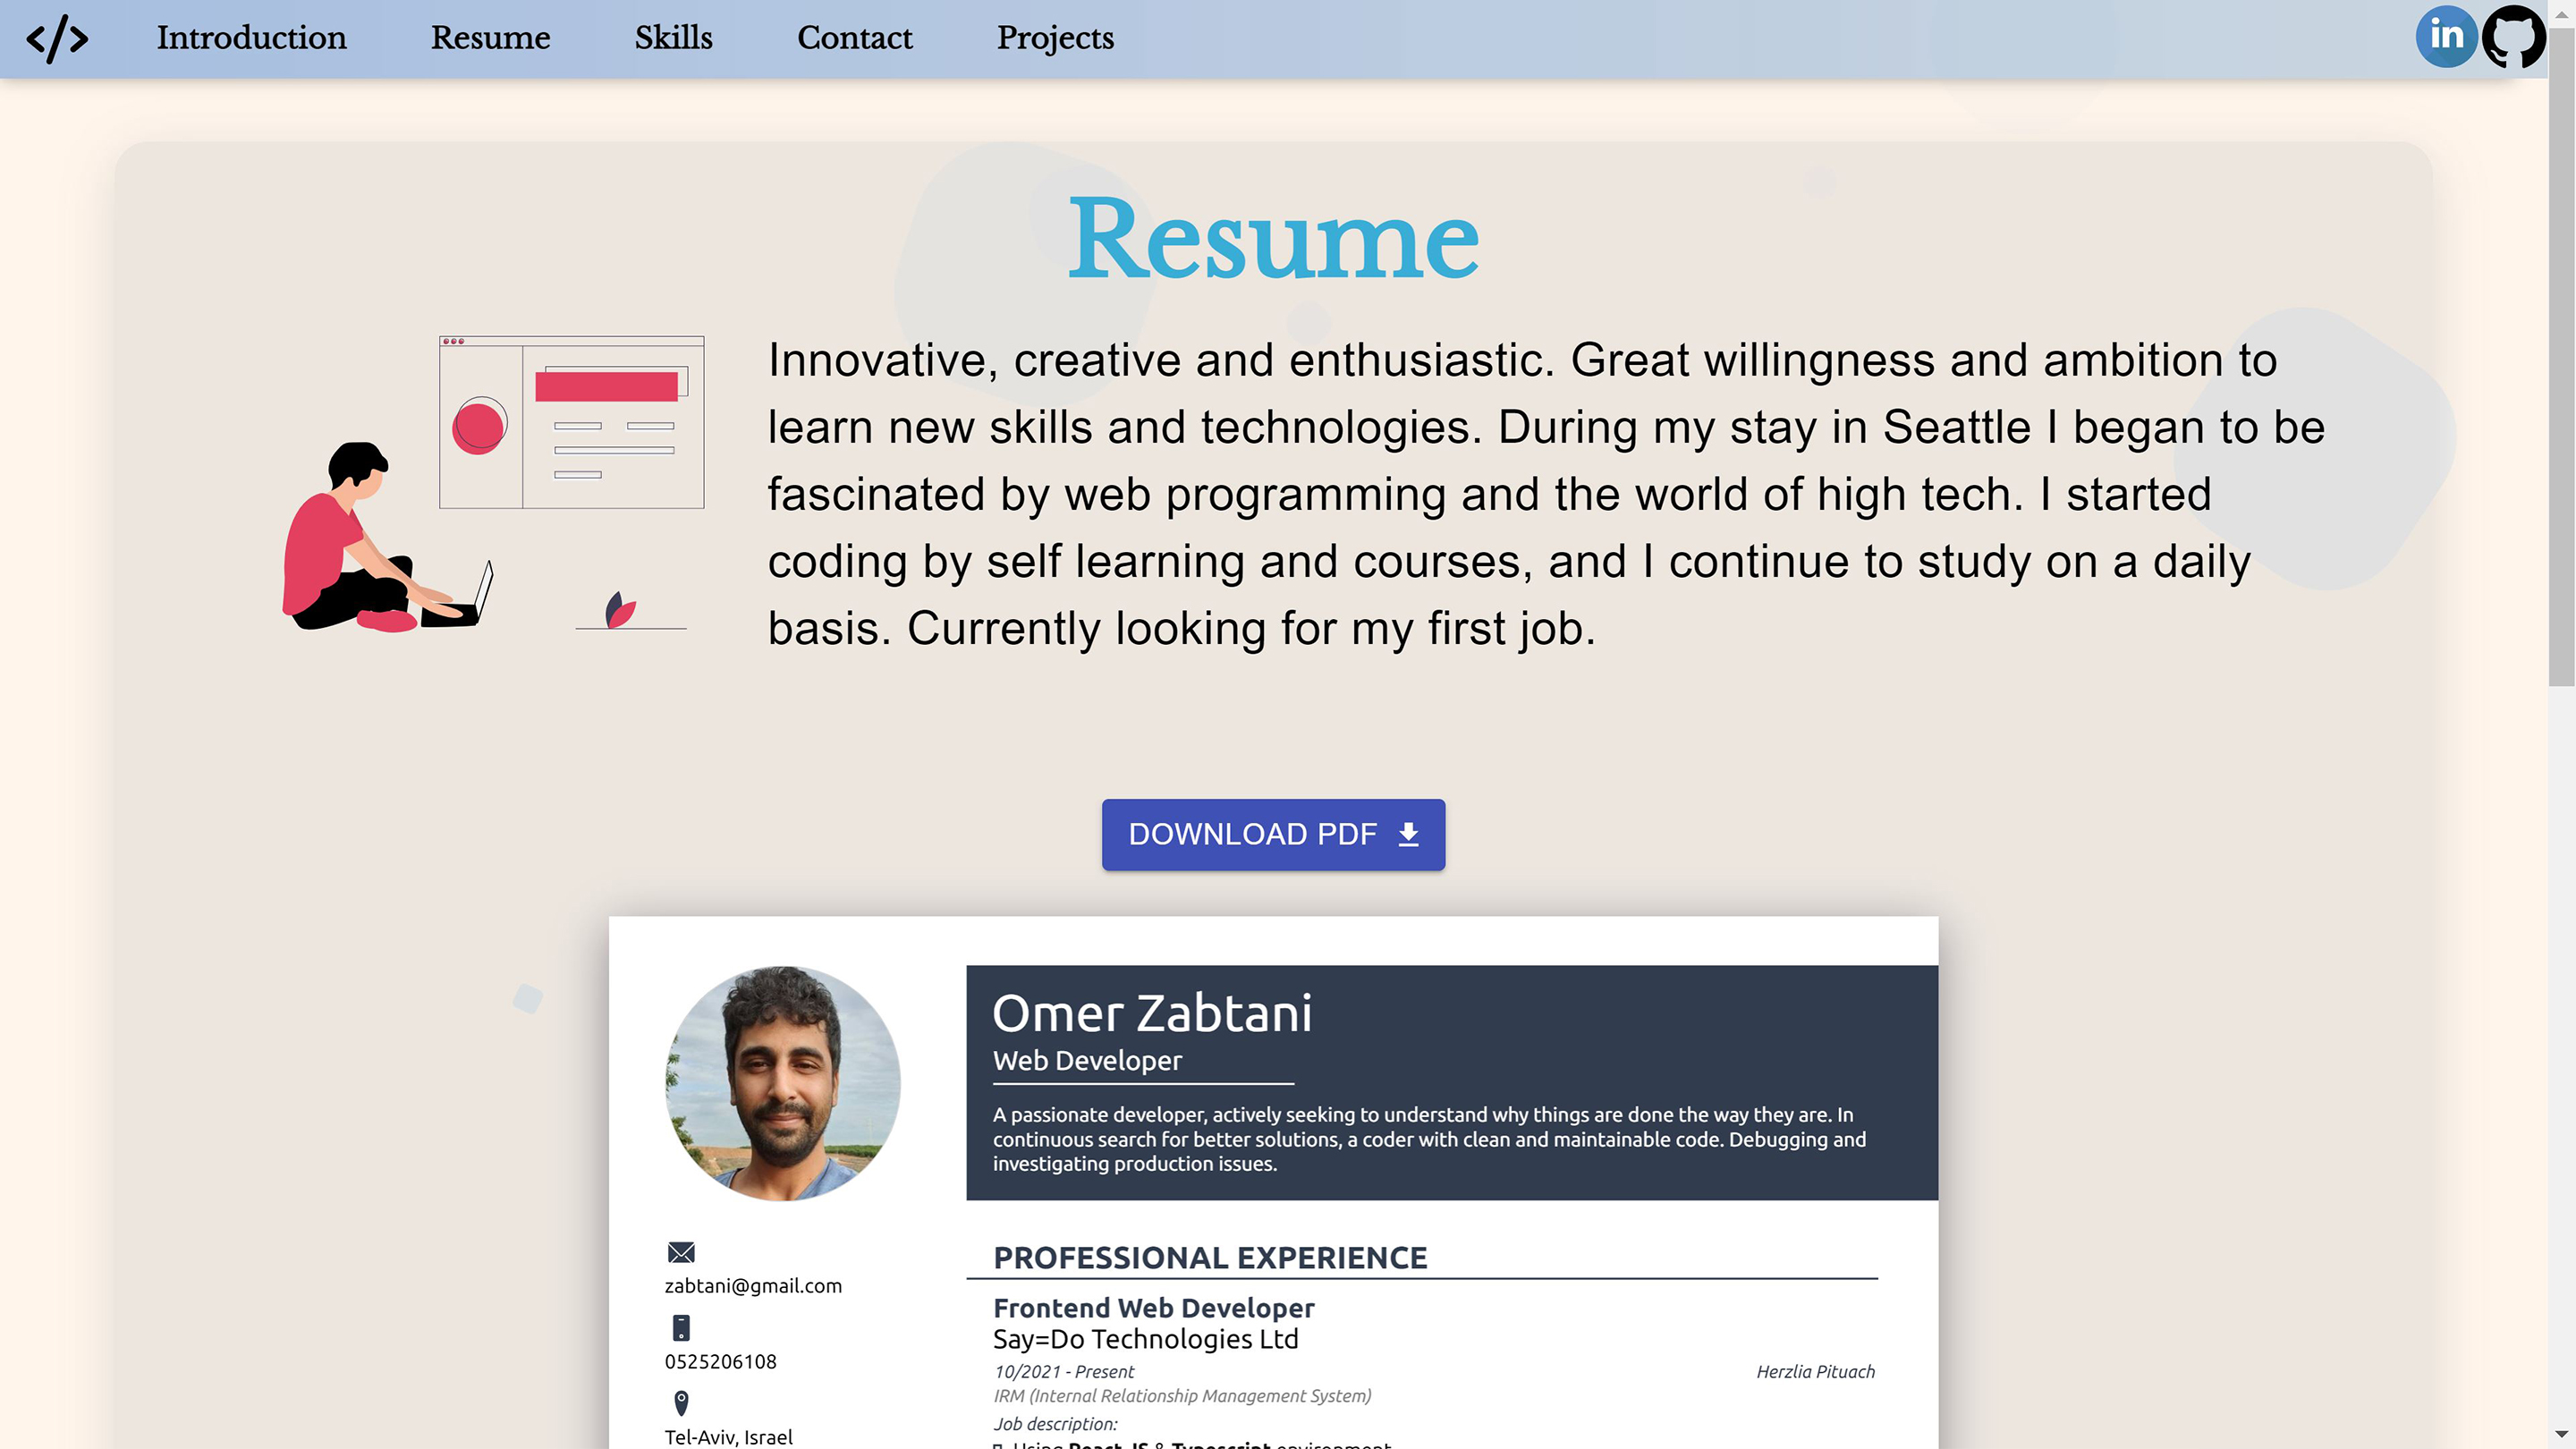 </>
Introduction Resume Skills Contact Projects
in
Resume
Innovative, creative and enthusiastic. Great willingness and ambition to
learn new skills and technologies. During my stay in Seattle I began to be
fascinated by web programming and the world of high tech. I started
coding by self learning and courses, and I continue to study on a daily
basis. Currently looking for my first job.
DOWNLOAD PDF
Omer Zabtani
Web Developer
A passionate developer, actively seeking to understand why things are done the way they are. In
continuous search for better solutions, a coder with clean and maintainable code. Debugging and
investigating production issues.
zabtani@gmail.com
0525206108
Tel-Aviv, Israel
PROFESSIONAL EXPERIENCE
Frontend Web Developer
Say=Do Technologies Ltd
10/2021 - Present Herzlia Pituach
IRM (Internal Relationship Management System)
Job description:
Using React JS & Typescript environment